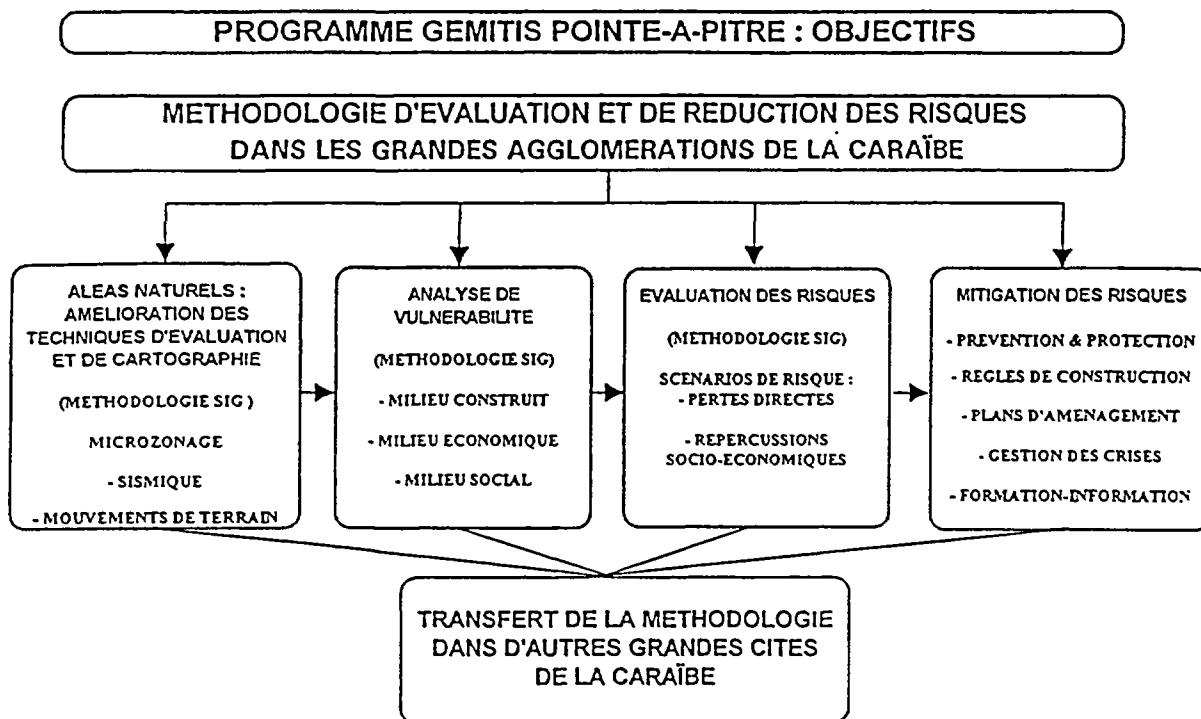 PROGRAMME GEMITIS POINTE-A-PITRE : OBJECTIFS
METHODOLOGIE D'EVALUATION ET DE REDUCTION DES RISQUES
DANS LES GRANDES AGGLOMERATIONS DE LA CARAÏBE
ALEAS NATURELS :
AMELIORATION DES
TECHNIQUES D'EVALUATION
ET DE CARTOGRAPHIE
(METHODOLOGIE SIG )
MICROZONAGE
- SISMIQUE
- MOUVEMENTS DE TERRAIN
ANALYSE DE
VULNERABILITE
(METHODOLOGIE SIG)
- MILIEU CONSTRUIT
- MILIEU ECONOMIQUE
- MILIEU SOCIAL
EVALUATION DES RISQUES
(METHODOLOGIE SIG)
SCENARIOS DE RISQUE :
- PERTES DIRECTES
- REPERCUSSIONS
SOCIO-ECONOMIQUES
MITIGATION DES RISQUES
- PREVENTION & PROTECTION
- REGLES DE CONSTRUCTION
- PLANS D'AMENAGEMENT
- GESTION DES CRISES
- FORMATION-INFORMATION
TRANSFERT DE LA METHODOLOGIE
DANS D'AUTRES GRANDES CITES
DE LA CARAÏBE